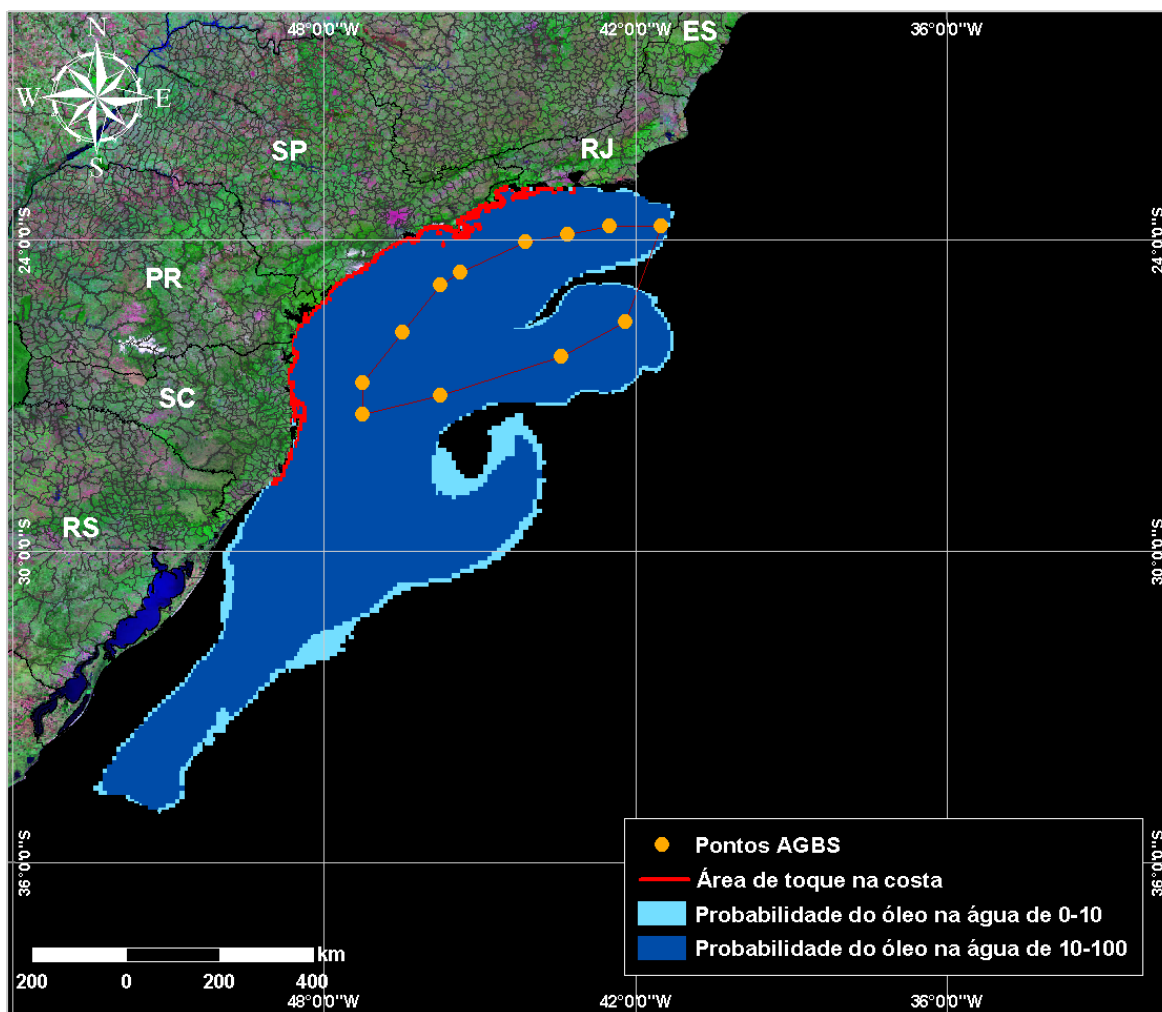 48°0'0"W
42°0'0"W
36°0'0"W
ES
N
W
E
S
SP
RJ
24°0'0"S
24°0'0"S
PR
SC
RS
30°0'0"S
30°0'0"S
36°0'0"S
36°0'0"S
Pontos AGBS
Área de toque na costa
Probabilidade do óleo na água de 0-10
Probabilidade do óleo na água de 10-100
km
200
0
200
400
48°0'0"W
42°0'0"W
36°0'0"W